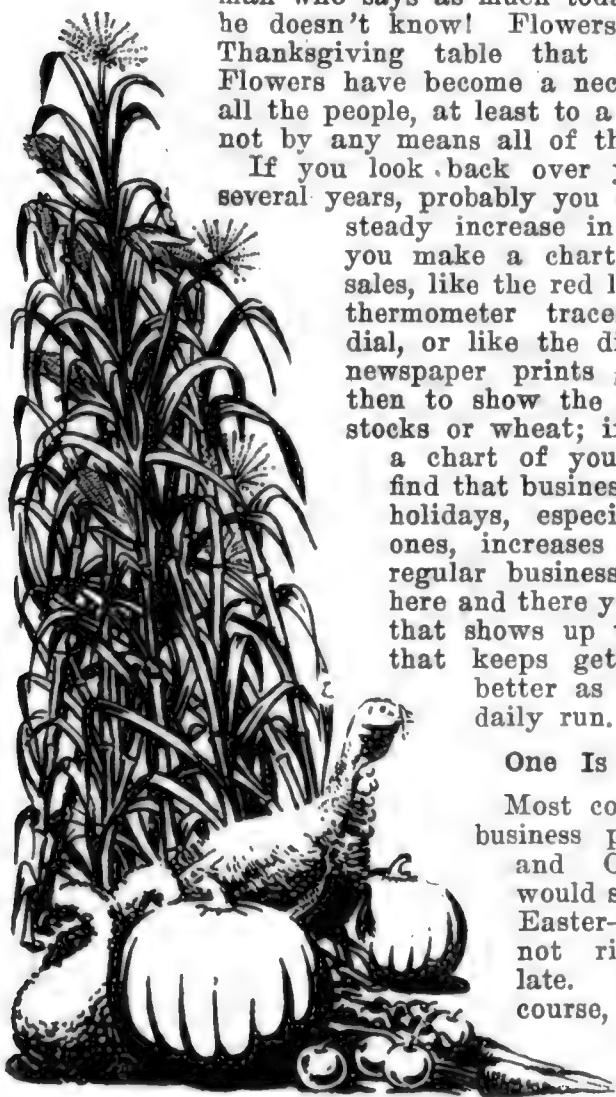 man who says as much today
he doesn't know! Flowers
Thanksgiving table that
Flowers have become a nec
all the people, at least to a
not by any means all of th
If you look back over
several years, probably you
steady increase in
you make a chart
sales, like the red l
thermometer trace
dial, or like the di
newspaper prints
then to show the
stocks or wheat; i
a chart of you
find that busines
holidays, especi
ones, increases
regular business
here and there y
that shows up
that keeps get
better as
daily run.
One Is
Most co
business p
and C
would s
Easter—
not ri
late.
course,